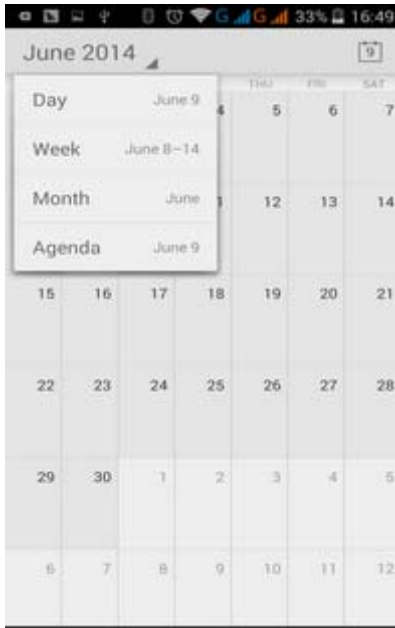 G G 33% 16:49
June 2014 9
THU FRI SAT
Day June 9
4 5 6 7
Week June 8–14
Month June
12 13 14
Agenda June 9
15 16 17 18 19 20 21
22 23 24 25 26 27 28
29 30 1 2 3 4 5
6 7 8 9 10 11 12